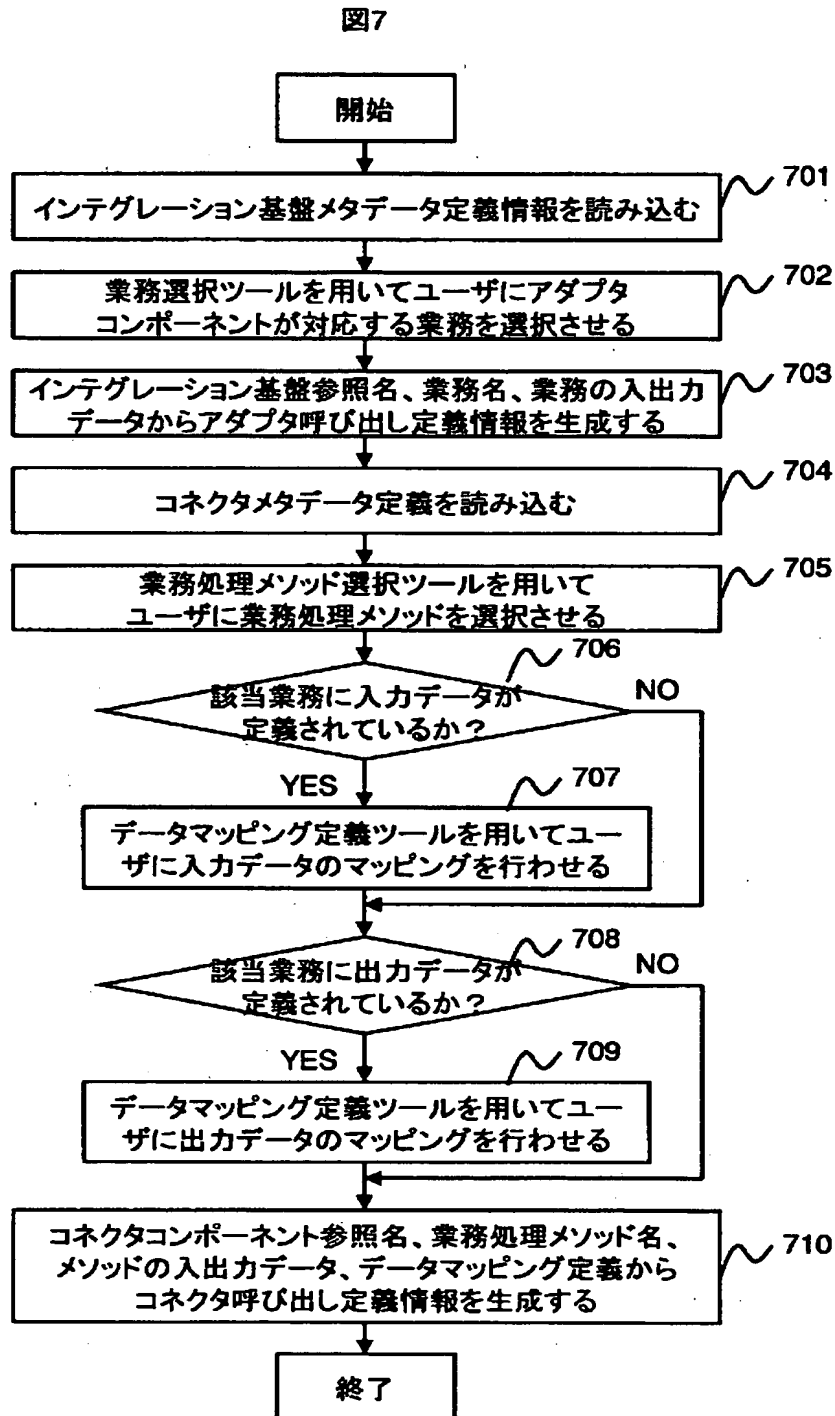 図7
開始
インテグレーション基盤メタデータ定義情報を読み込む
701
業務選択ツールを用いてユーザにアダプタ
コンポーネントが対応する業務を選択させる
702
インテグレーション基盤参照名、業務名、業務の入出力
データからアダプタ呼び出し定義情報を生成する
703
コネクタメタデータ定義を読み込む
704
業務処理メソッド選択ツールを用いて
ユーザに業務処理メソッドを選択させる
705
706
該当業務に入力データが
定義されているか？
NO
YES
707
データマッピング定義ツールを用いてユー
ザに入力データのマッピングを行わせる
708
該当業務に出力データが
定義されているか？
NO
YES
709
データマッピング定義ツールを用いてユー
ザに出力データのマッピングを行わせる
コネクタコンポーネント参照名、業務処理メソッド名、
メソッドの入出力データ、データマッピング定義から
コネクタ呼び出し定義情報を生成する
710
終了